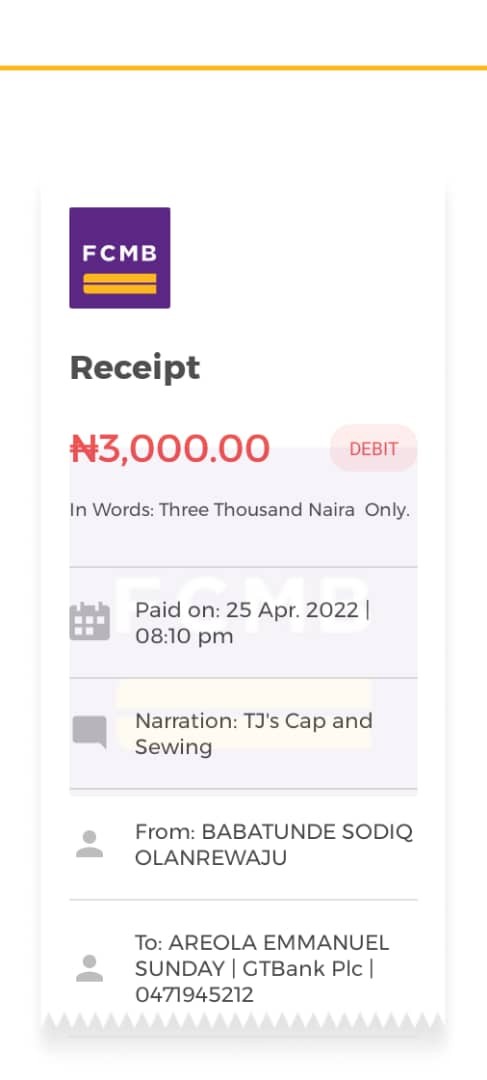 FCMB
Receipt
₦3,000.00
DEBIT
In Words: Three Thousand Naira Only.
FCMB
Paid on: 25 Apr. 2022 |
08:10 pm
Narration: TJ's Cap and
Sewing
From: BABATUNDE SODIQ
OLANREWAJU
To: AREOLA EMMANUEL
SUNDAY | GTBank Plc |
0471945212